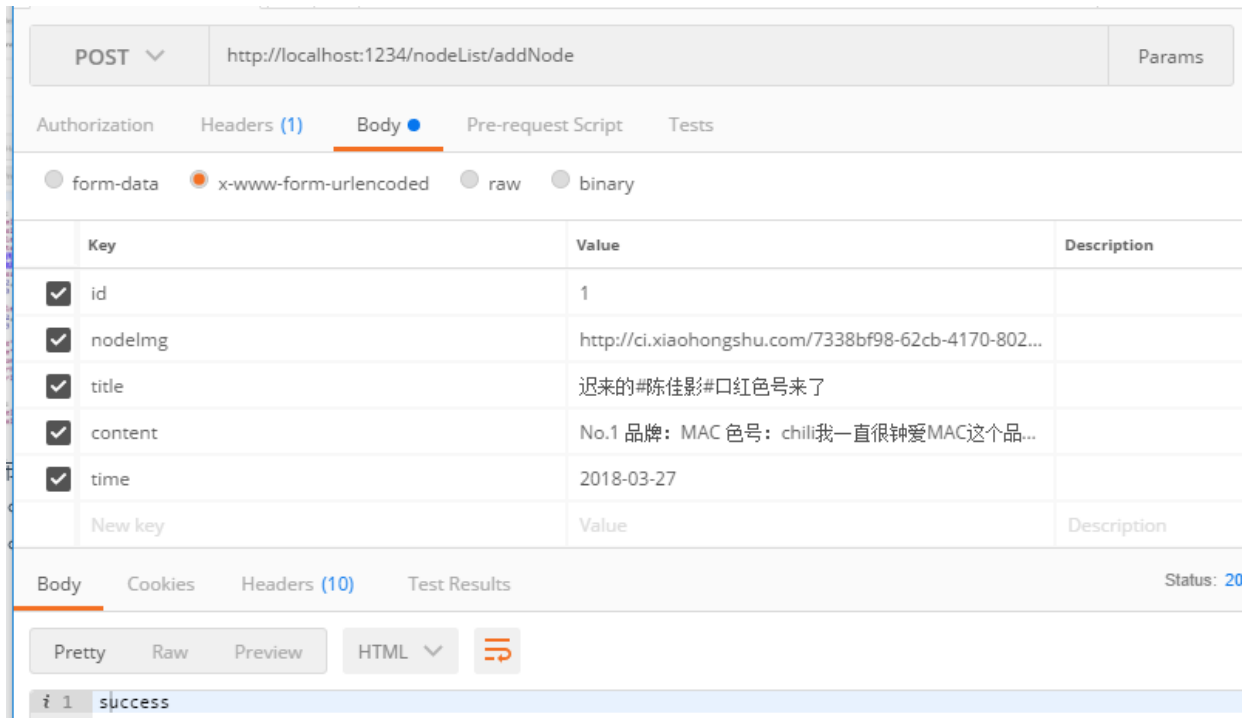 POST http://localhost:1234/nodeList/addNode Params
Authorization Headers (1) Body Pre-request Script Tests
form-data x-www-form-urlencoded raw binary
Key Value Description
id 1
nodeImg http://ci.xiaohongshu.com/7338bf98-62cb-4170-802...
title 迟来的#陈佳影#口红色号来了
content No.1 品牌：MAC 色号：chili我一直很钟爱MAC这个品...
time 2018-03-27
New key Value Description
Body Cookies Headers (10) Test Results Status: 20
Pretty Raw Preview HTML
i 1 success